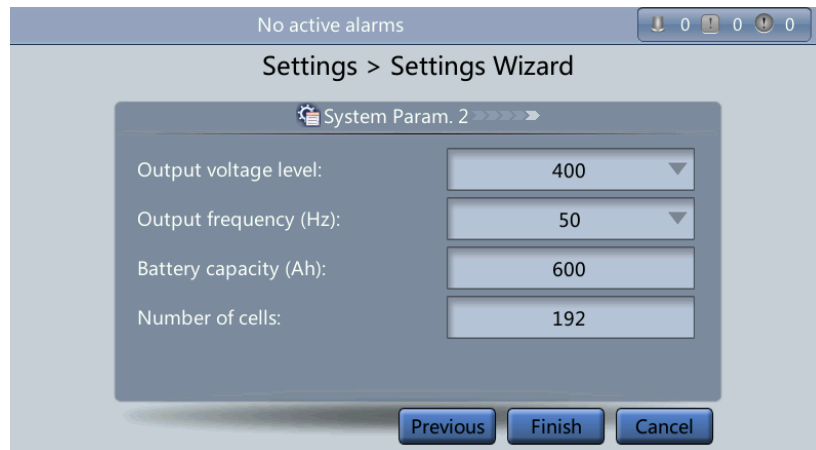 No active alarms 0 0 0
Settings > Settings Wizard
System Param. 2
Output voltage level: 400
Output frequency (Hz): 50
Battery capacity (Ah): 600
Number of cells: 192
Previous Finish Cancel